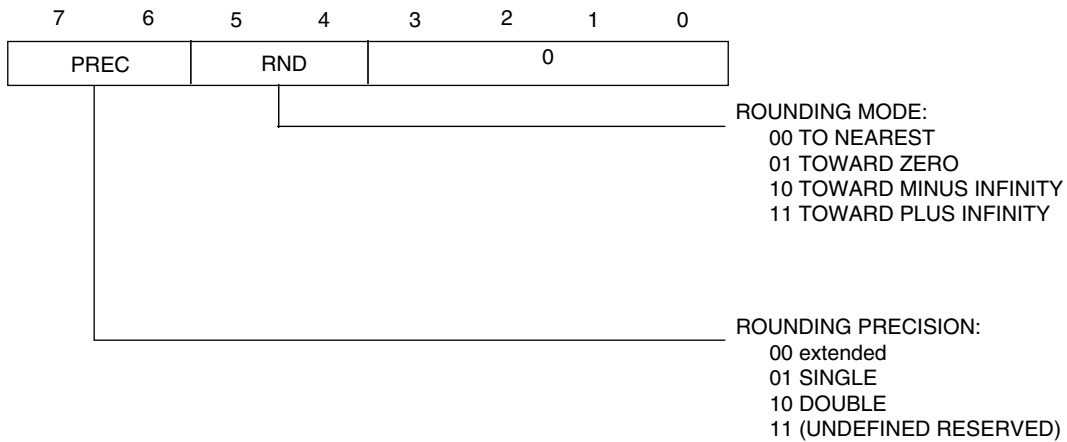 7 6 5 4 3 2 1 0
PREC RND 0
ROUNDING MODE:
00 TO NEAREST
01 TOWARD ZERO
10 TOWARD MINUS INFINITY
11 TOWARD PLUS INFINITY
ROUNDING PRECISION:
00 extended
01 SINGLE
10 DOUBLE
11 (UNDEFINED RESERVED)